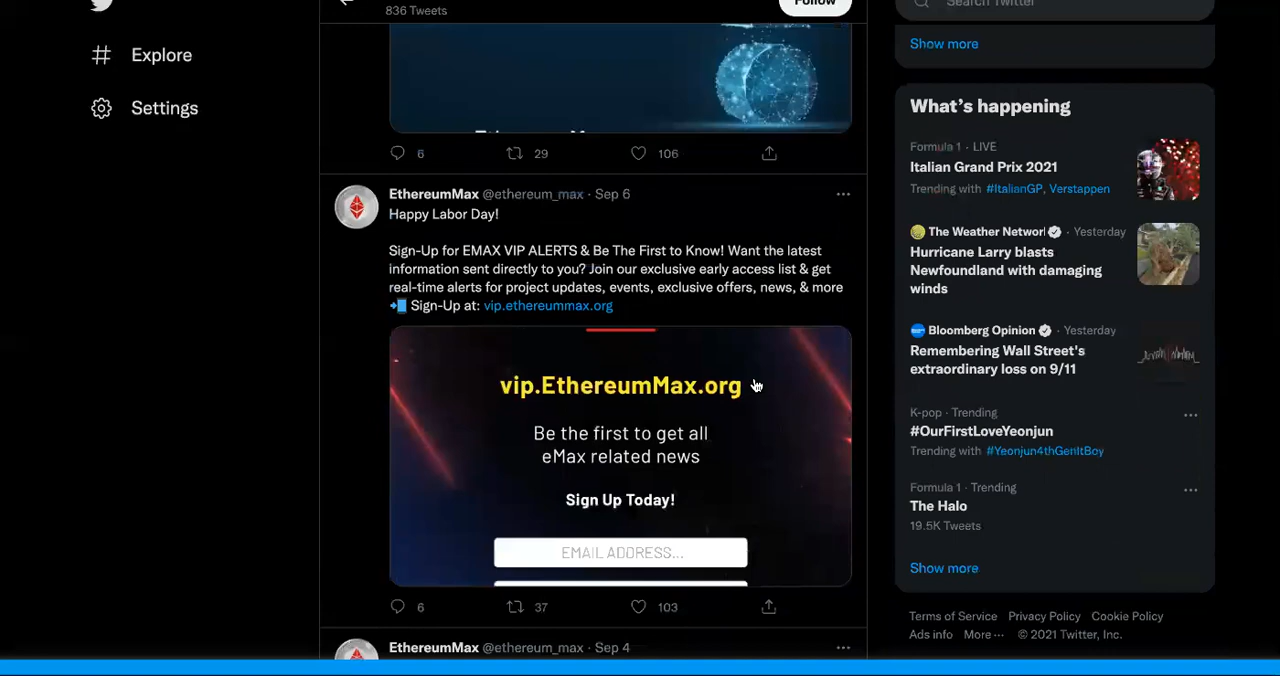 836 Tweets
Follow
Search Twitter
Explore
Settings
Show more
6 29 106
EthereumMax @ethereum_max · Sep 6
Happy Labor Day!
Sign-Up for EMAX VIP ALERTS & Be The First to Know! Want the latest
information sent directly to you? Join our exclusive early access list & get
real-time alerts for project updates, events, exclusive offers, news, & more
📲 Sign-Up at: vip.ethereummax.org
vip.EthereumMax.org
Be the first to get all
eMax related news
Sign Up Today!
EMAIL ADDRESS...
6 37 103
EthereumMax @ethereum_max · Sep 4
What's happening
Formula 1 · LIVE
Italian Grand Prix 2021
Trending with #ItalianGP, Verstappen
The Weather Networ · Yesterday
Hurricane Larry blasts
Newfoundland with damaging
winds
Bloomberg Opinion · Yesterday
Remembering Wall Street's
extraordinary loss on 9/11
K-pop · Trending
#OurFirstLoveYeonjun
Trending with #Yeonjun4thGenItBoy
Formula 1 · Trending
The Halo
19.5K Tweets
Show more
Terms of Service Privacy Policy Cookie Policy
Ads info More ··· © 2021 Twitter, Inc.